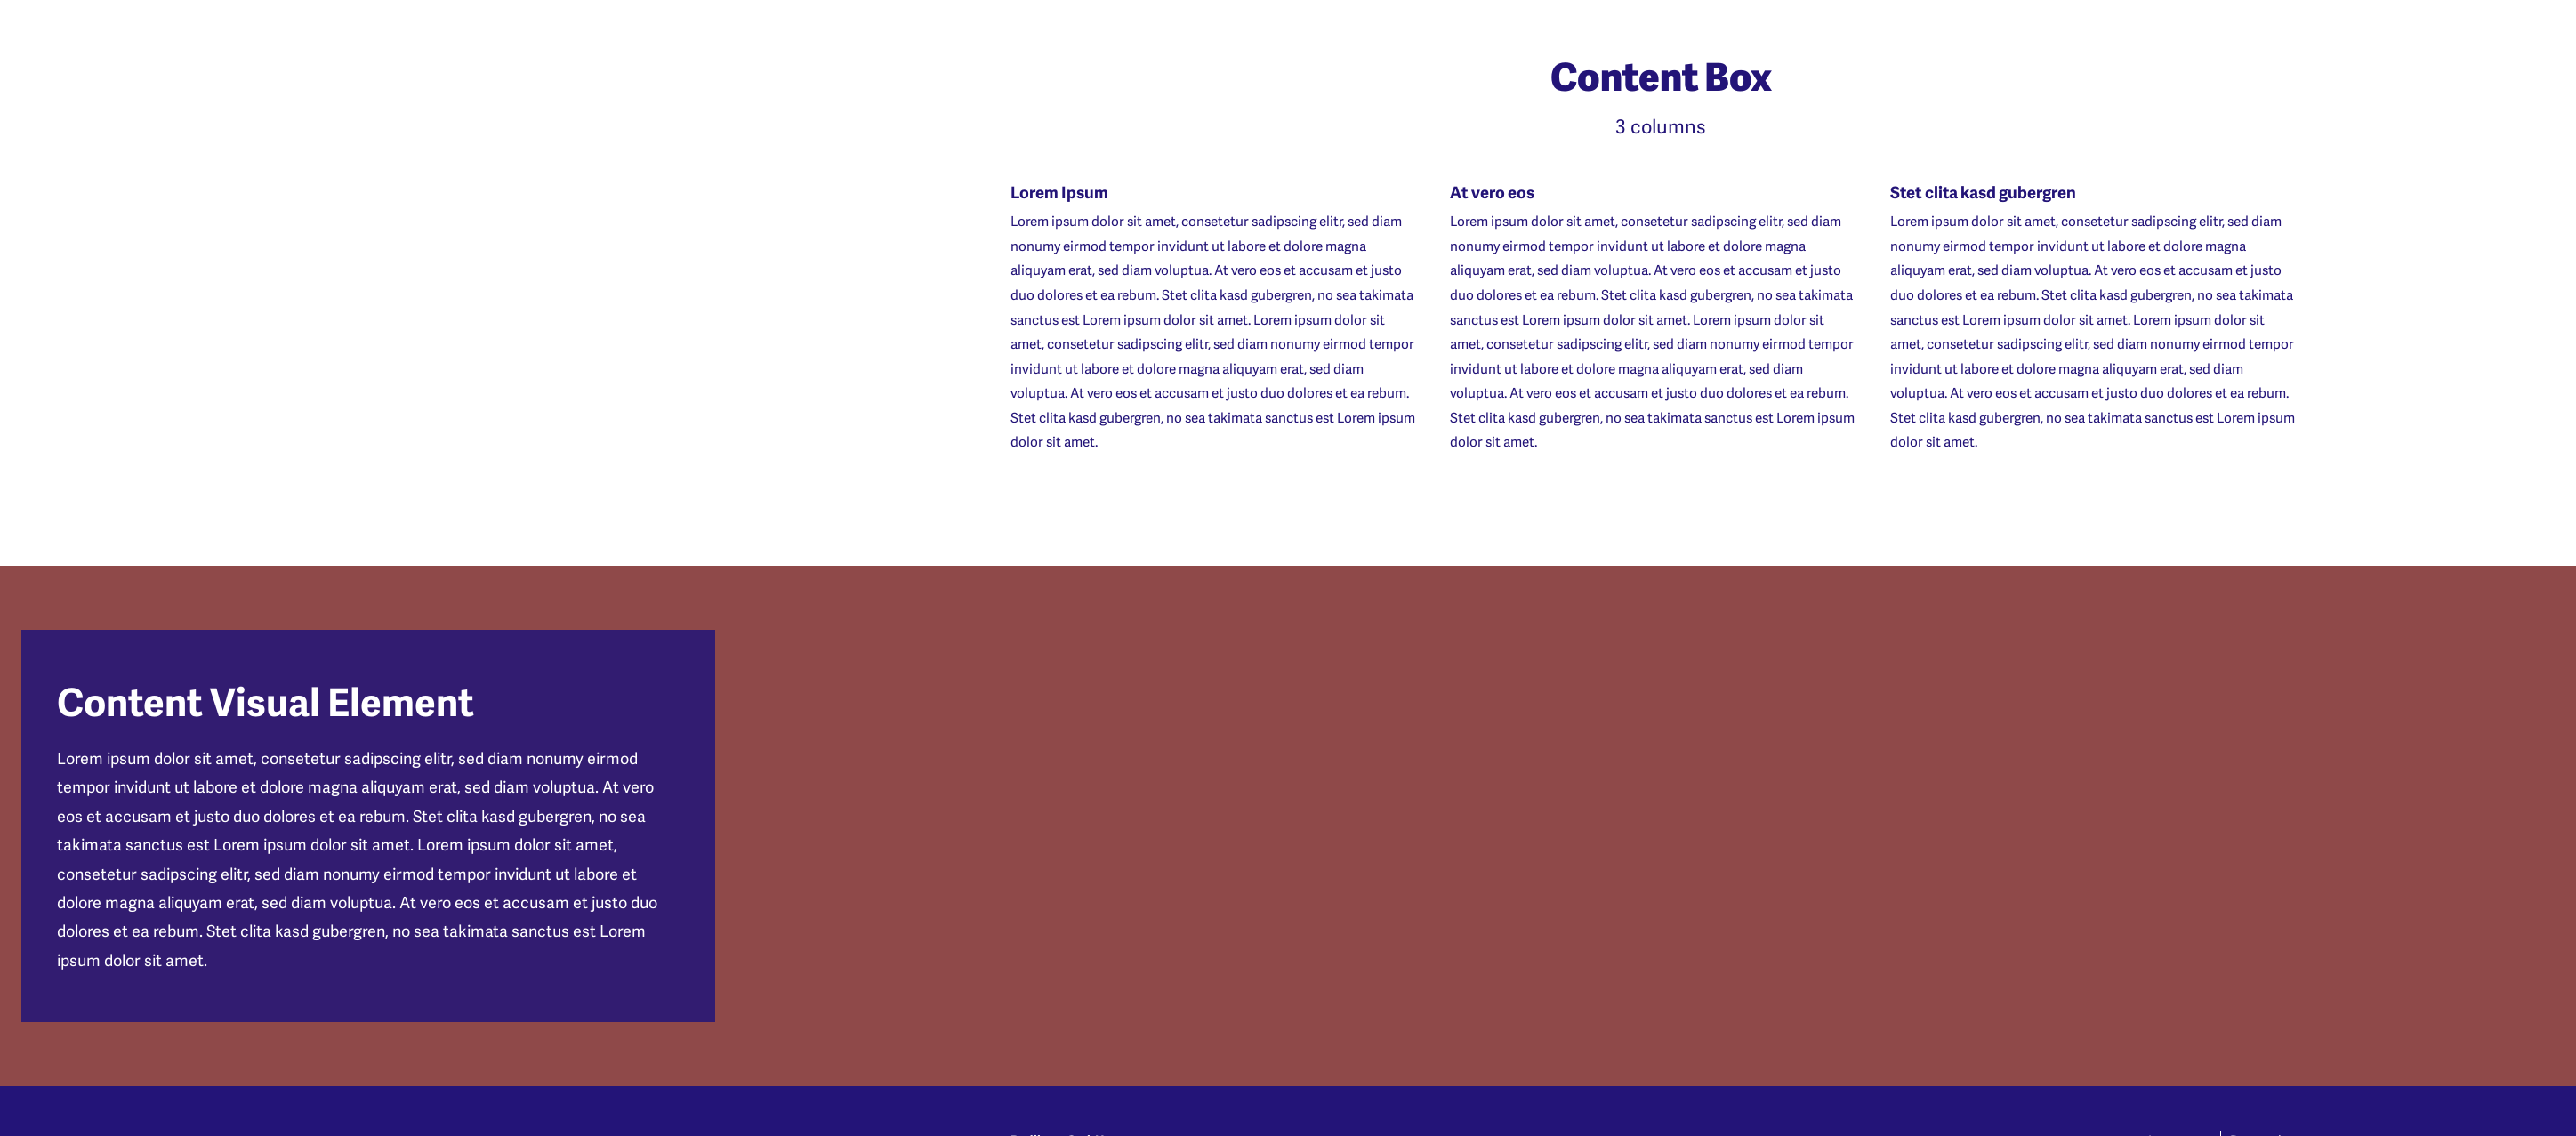 Content Box
3 columns
Lorem Ipsum
Lorem ipsum dolor sit amet, consetetur sadipscing elitr, sed diam
nonumy eirmod tempor invidunt ut labore et dolore magna
aliquyam erat, sed diam voluptua. At vero eos et accusam et justo
duo dolores et ea rebum. Stet clita kasd gubergren, no sea takimata
sanctus est Lorem ipsum dolor sit amet. Lorem ipsum dolor sit
amet, consetetur sadipscing elitr, sed diam nonumy eirmod tempor
invidunt ut labore et dolore magna aliquyam erat, sed diam
voluptua. At vero eos et accusam et justo duo dolores et ea rebum.
Stet clita kasd gubergren, no sea takimata sanctus est Lorem ipsum
dolor sit amet.
At vero eos
Lorem ipsum dolor sit amet, consetetur sadipscing elitr, sed diam
nonumy eirmod tempor invidunt ut labore et dolore magna
aliquyam erat, sed diam voluptua. At vero eos et accusam et justo
duo dolores et ea rebum. Stet clita kasd gubergren, no sea takimata
sanctus est Lorem ipsum dolor sit amet. Lorem ipsum dolor sit
amet, consetetur sadipscing elitr, sed diam nonumy eirmod tempor
invidunt ut labore et dolore magna aliquyam erat, sed diam
voluptua. At vero eos et accusam et justo duo dolores et ea rebum.
Stet clita kasd gubergren, no sea takimata sanctus est Lorem ipsum
dolor sit amet.
Stet clita kasd gubergren
Lorem ipsum dolor sit amet, consetetur sadipscing elitr, sed diam
nonumy eirmod tempor invidunt ut labore et dolore magna
aliquyam erat, sed diam voluptua. At vero eos et accusam et justo
duo dolores et ea rebum. Stet clita kasd gubergren, no sea takimata
sanctus est Lorem ipsum dolor sit amet. Lorem ipsum dolor sit
amet, consetetur sadipscing elitr, sed diam nonumy eirmod tempor
invidunt ut labore et dolore magna aliquyam erat, sed diam
voluptua. At vero eos et accusam et justo duo dolores et ea rebum.
Stet clita kasd gubergren, no sea takimata sanctus est Lorem ipsum
dolor sit amet.
Content Visual Element
Lorem ipsum dolor sit amet, consetetur sadipscing elitr, sed diam nonumy eirmod
tempor invidunt ut labore et dolore magna aliquyam erat, sed diam voluptua. At vero
eos et accusam et justo duo dolores et ea rebum. Stet clita kasd gubergren, no sea
takimata sanctus est Lorem ipsum dolor sit amet. Lorem ipsum dolor sit amet,
consetetur sadipscing elitr, sed diam nonumy eirmod tempor invidunt ut labore et
dolore magna aliquyam erat, sed diam voluptua. At vero eos et accusam et justo duo
dolores et ea rebum. Stet clita kasd gubergren, no sea takimata sanctus est Lorem
ipsum dolor sit amet.